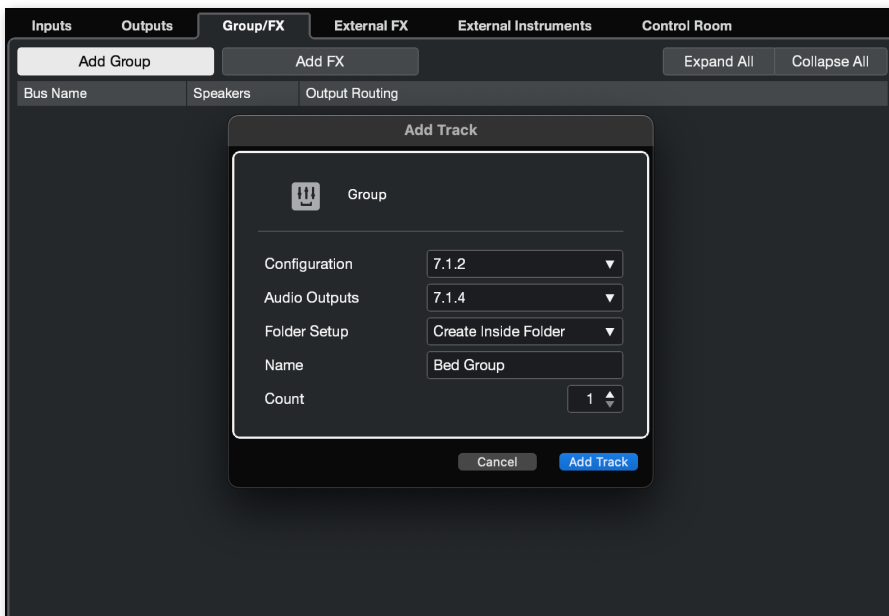 Inputs Outputs Group/FX External FX External Instruments Control Room
Add Group Add FX Expand All Collapse All
Bus Name Speakers Output Routing
Add Track
Group
Configuration 7.1.2
Audio Outputs 7.1.4
Folder Setup Create Inside Folder
Name Bed Group
Count 1
Cancel Add Track